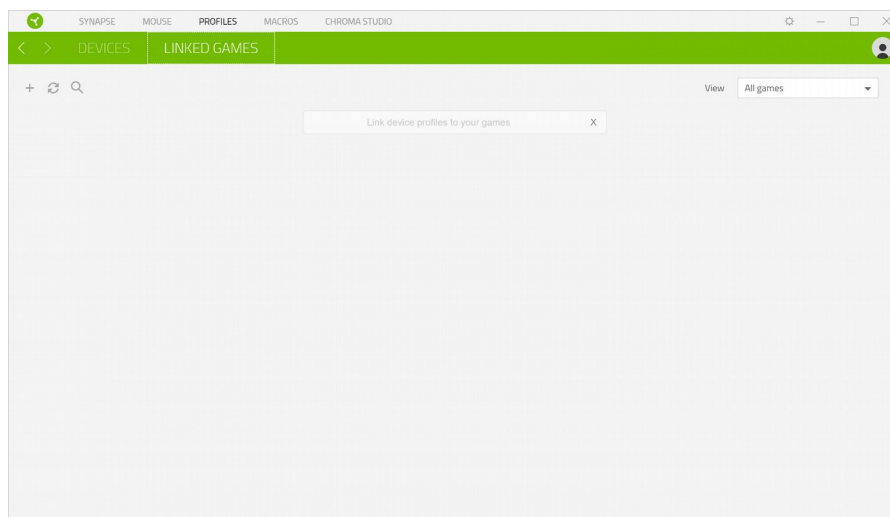 SYNAPSE MOUSE PROFILES MACROS CHROMA STUDIO
DEVICES LINKED GAMES
View All games
Link device profiles to your games X